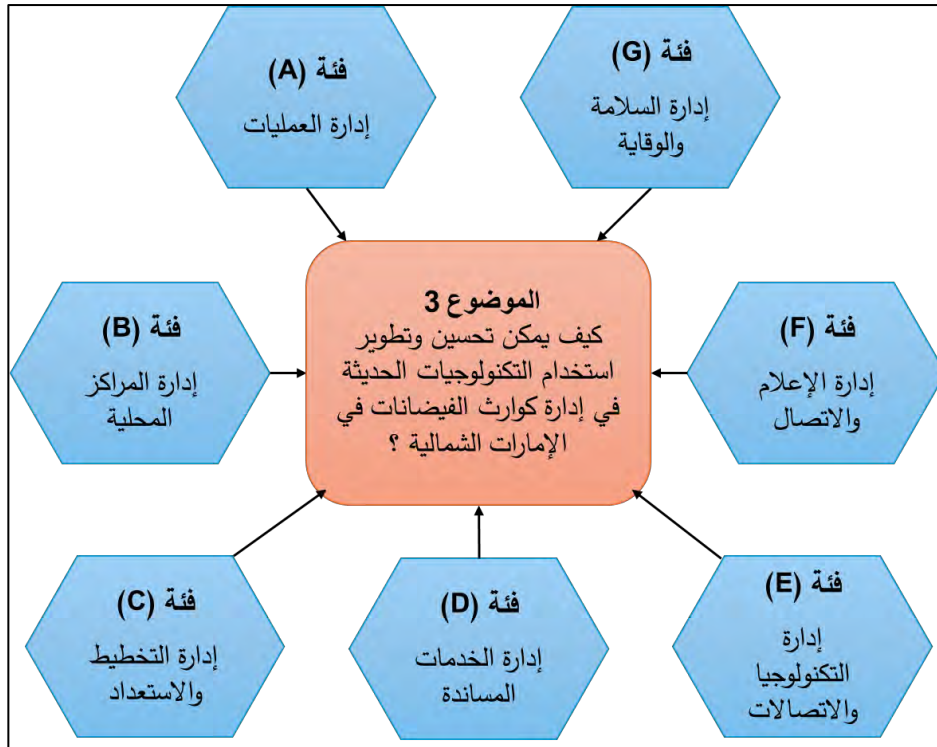 فئة (A)
إدارة العمليات
فئة (G)
إدارة السلامة
والوقاية
الموضوع 3
كيف يمكن تحسين وتطوير
استخدام التكنولوجيات الحديثة
في إدارة كوارث الفيضانات في
الإمارات الشمالية ؟
فئة (B)
إدارة المراكز
المحلية
فئة (F)
إدارة الإعلام
والاتصال
فئة (C)
إدارة التخطيط
والاستعداد
فئة (D)
إدارة الخدمات
المساندة
فئة (E)
إدارة
التكنولوجيا
والاتصالات